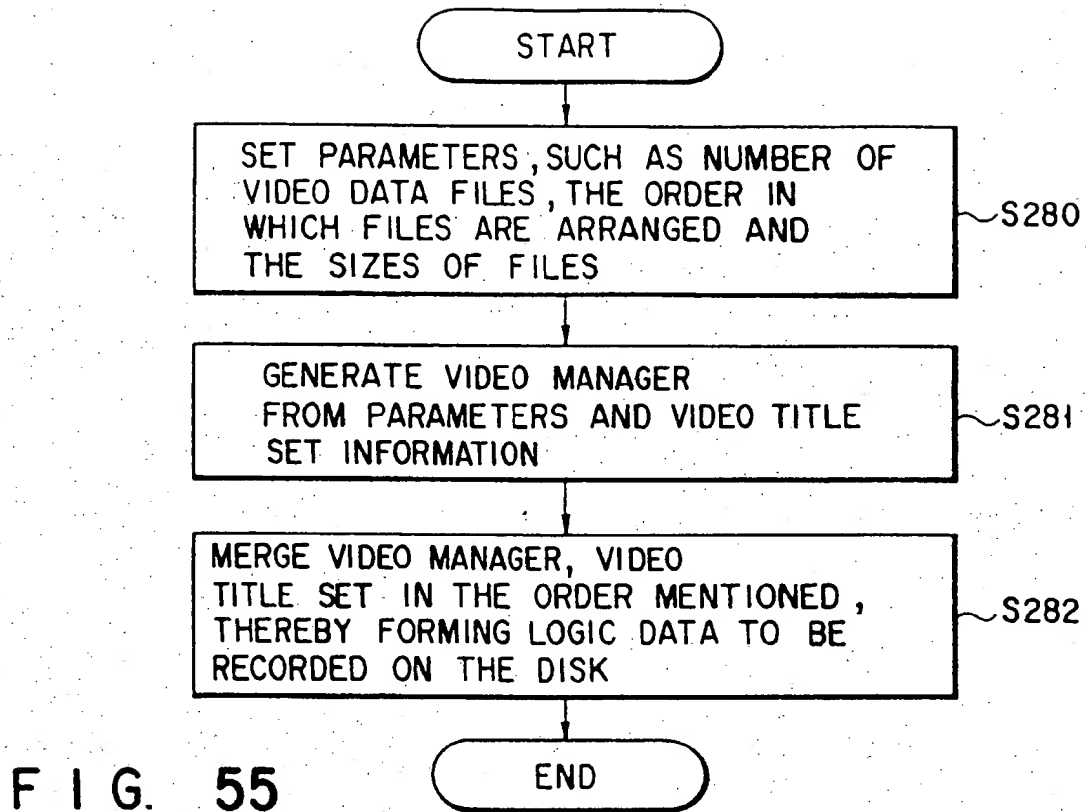 START
SET PARAMETERS, SUCH AS NUMBER OF
VIDEO DATA FILES, THE ORDER IN
WHICH FILES ARE ARRANGED AND
THE SIZES OF FILES
S280
GENERATE VIDEO MANAGER
FROM PARAMETERS AND VIDEO TITLE
SET INFORMATION
S281
MERGE VIDEO MANAGER, VIDEO
TITLE SET IN THE ORDER MENTIONED,
THEREBY FORMING LOGIC DATA TO BE
RECORDED ON THE DISK
S282
END
FIG. 55